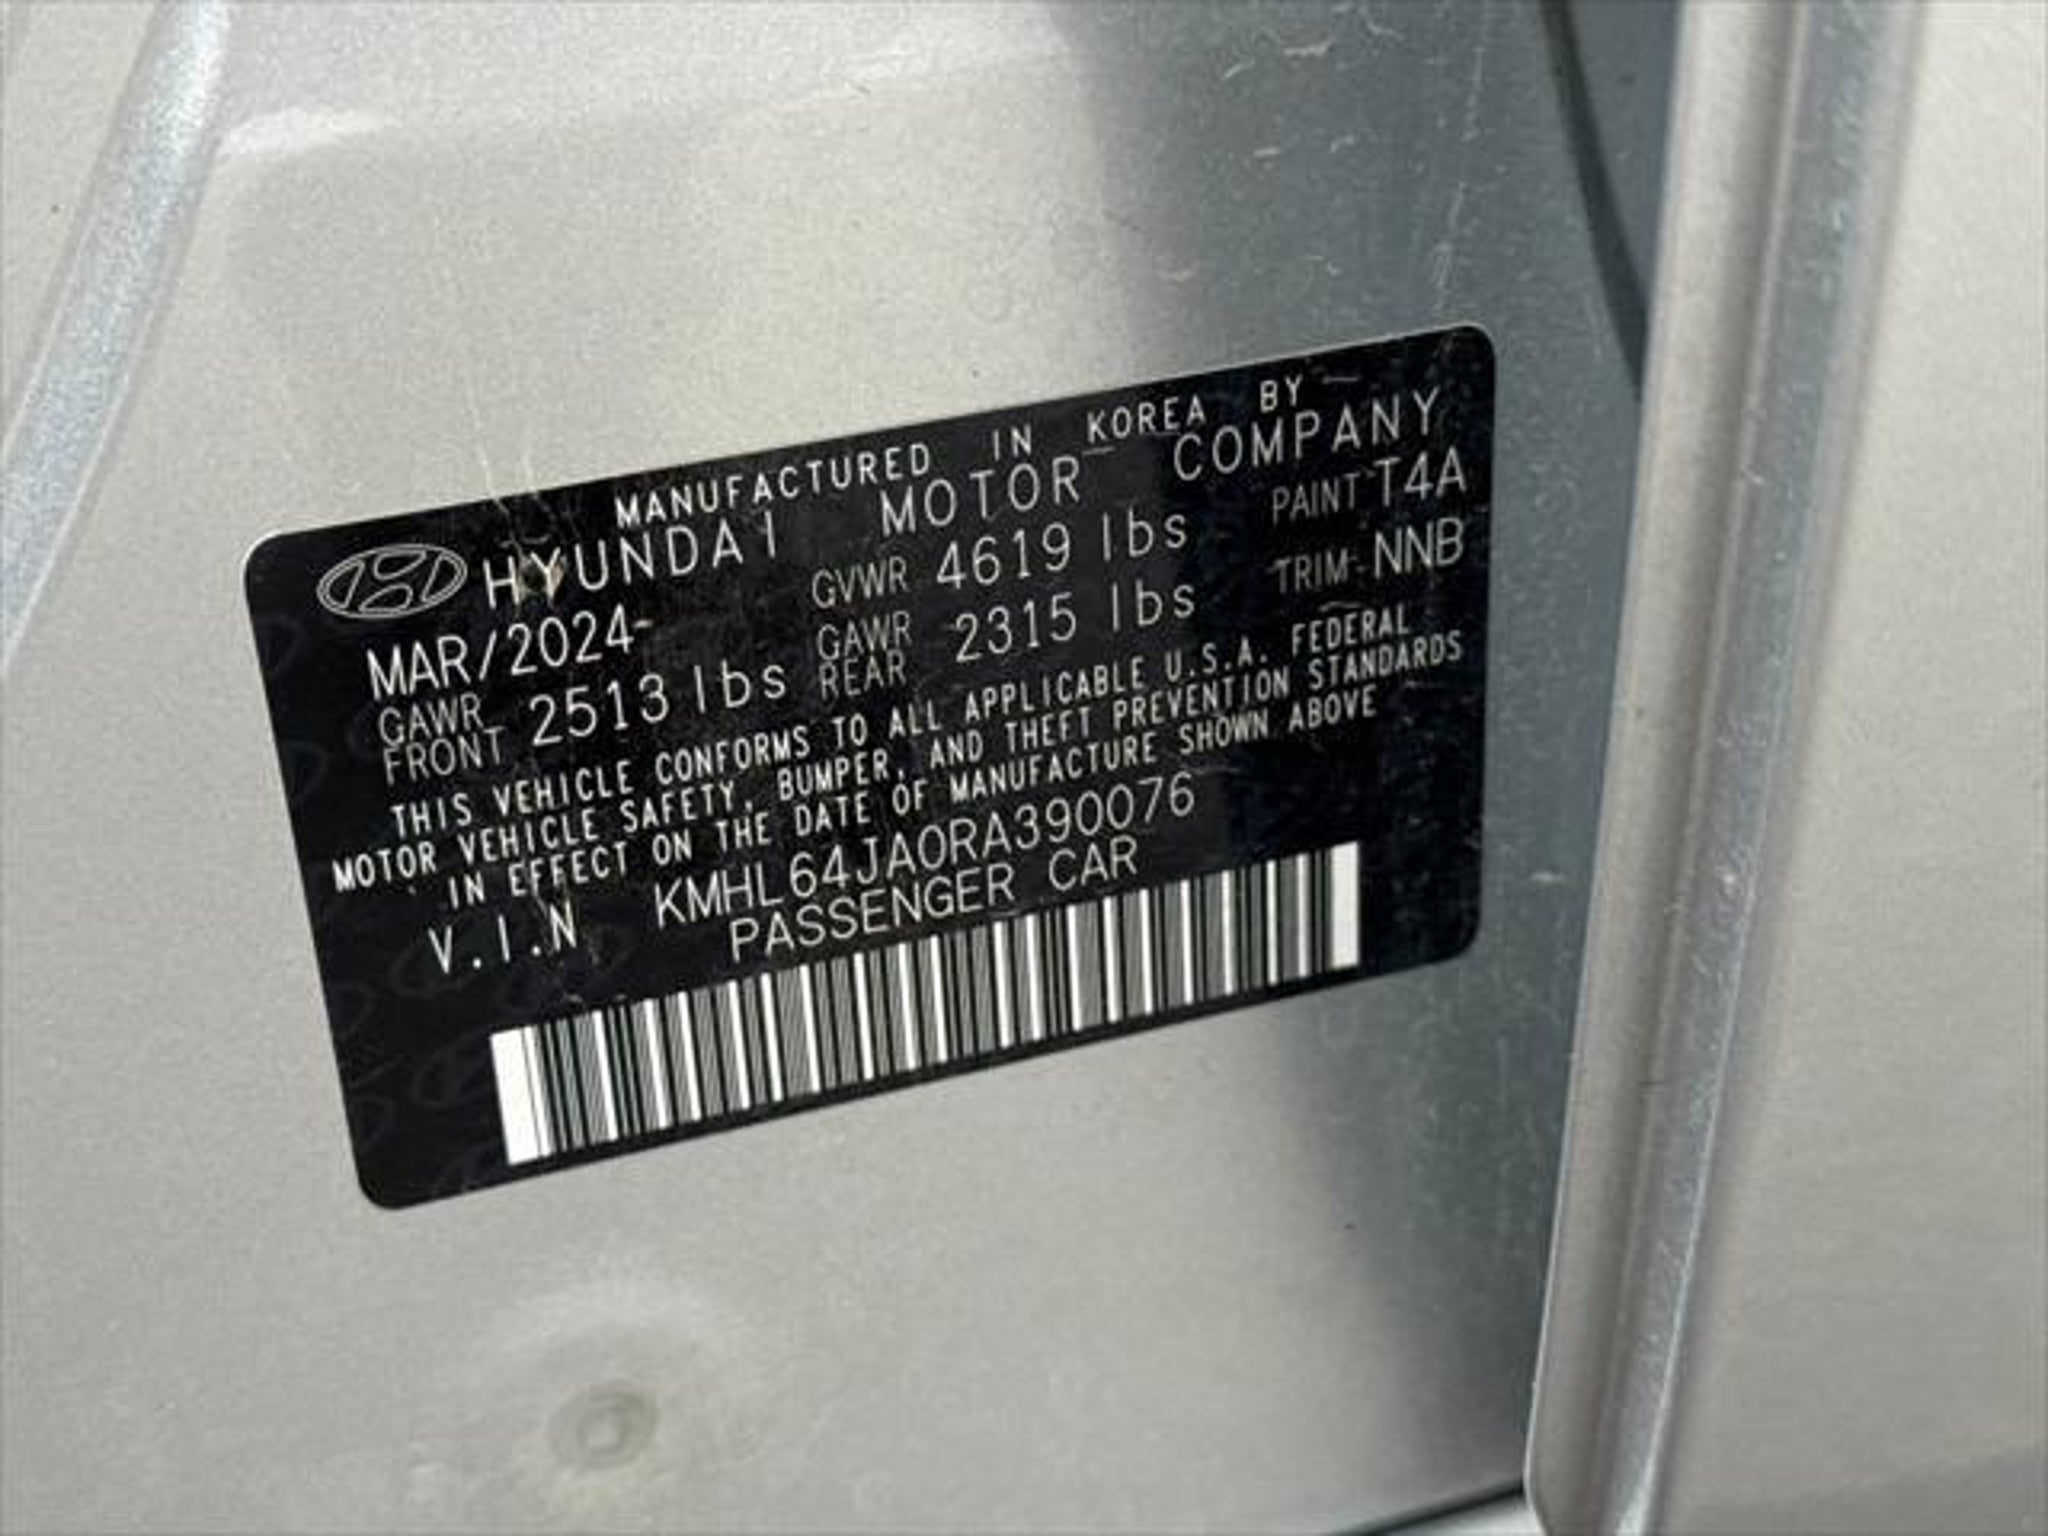 MANUFACTURED IN KOREA BY
HYUNDAI MOTOR COMPANY
MAR/2024 GVWR 4619 lbs PAINT T4A
GAWR FRONT 2513 lbs GAWR REAR 2315 lbs TRIM NNB
THIS VEHICLE CONFORMS TO ALL APPLICABLE U.S.A. FEDERAL
MOTOR VEHICLE SAFETY, BUMPER, AND THEFT PREVENTION STANDARDS
IN EFFECT ON THE DATE OF MANUFACTURE SHOWN ABOVE
V.I.N KMHL64JA0RA390076
PASSENGER CAR